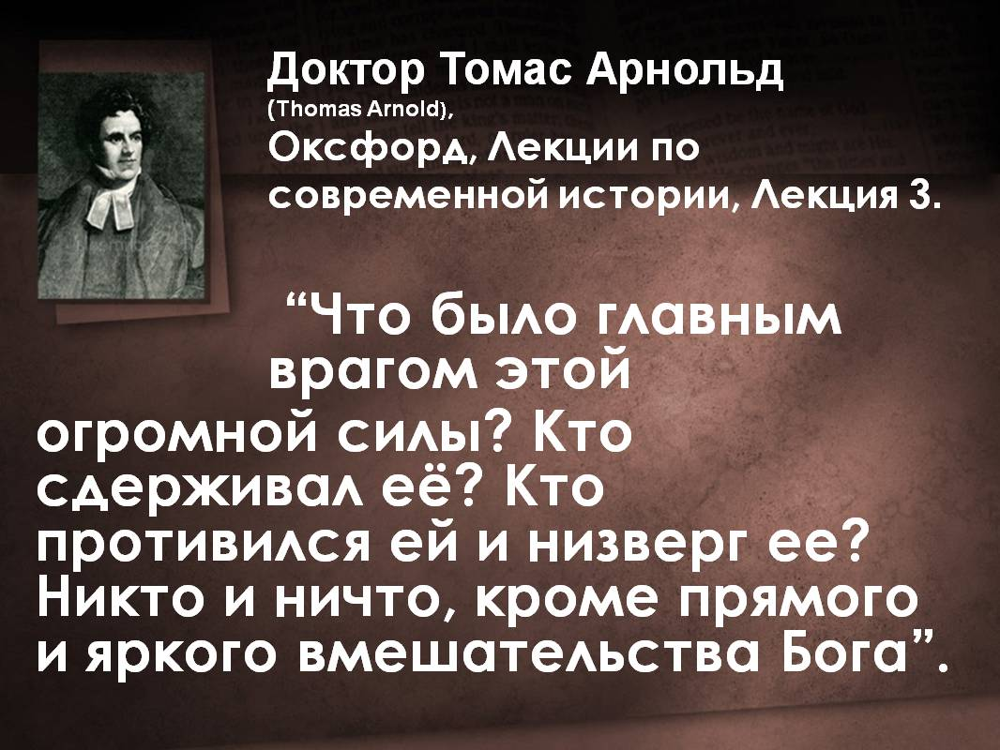 Доктор Томас Арнольд
(Thomas Arnold),
Оксфорд, Лекции по
современной истории, Лекция 3.
“Что было главным
врагом этой
огромной силы? Кто
сдерживал её? Кто
противился ей и низверг ее?
Никто и ничто, кроме прямого
и яркого вмешательства Бога”.